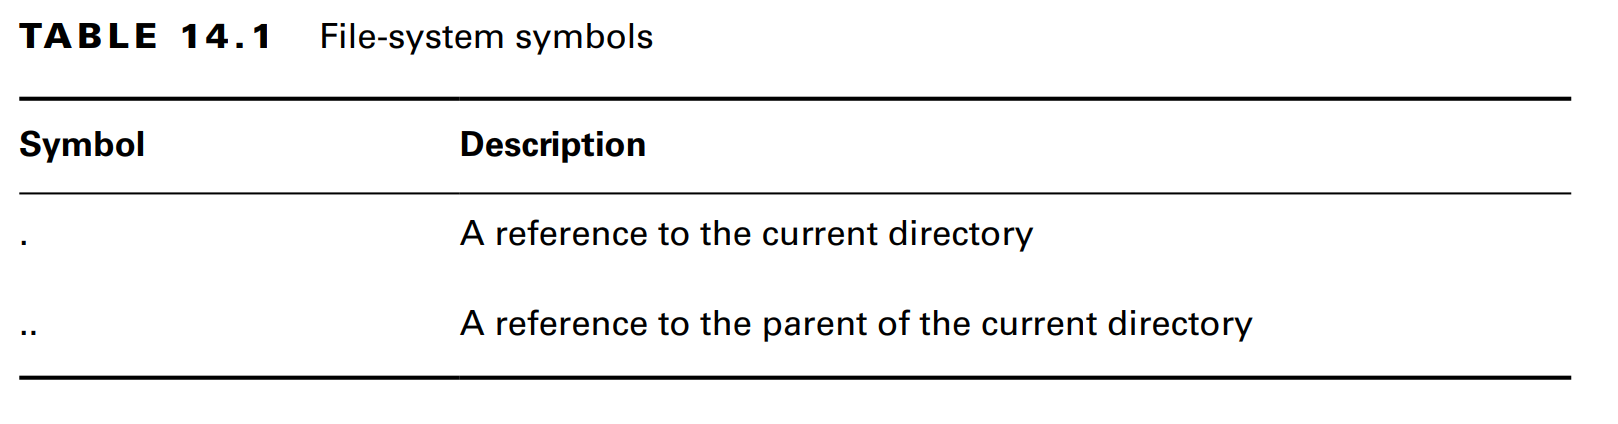 TABLE 14.1 File-system symbols
Symbol Description
. A reference to the current directory
.. A reference to the parent of the current directory